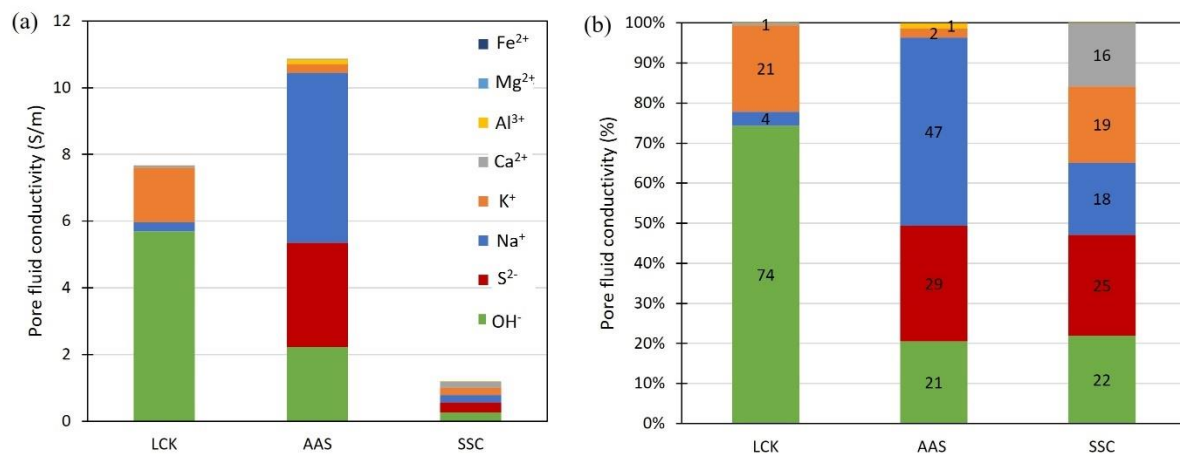 (a)
Pore fluid conductivity (S/m)
12
10
8
6
4
2
0
Fe²⁺
Mg²⁺
Al³⁺
Ca²⁺
K⁺
Na⁺
S²⁻
OH⁻
LCK AAS SSC
(b)
Pore fluid conductivity (%)
100%
90%
80%
70%
60%
50%
40%
30%
20%
10%
0%
1
21
4
74
1
2
47
29
21
16
19
18
25
22
LCK AAS SSC